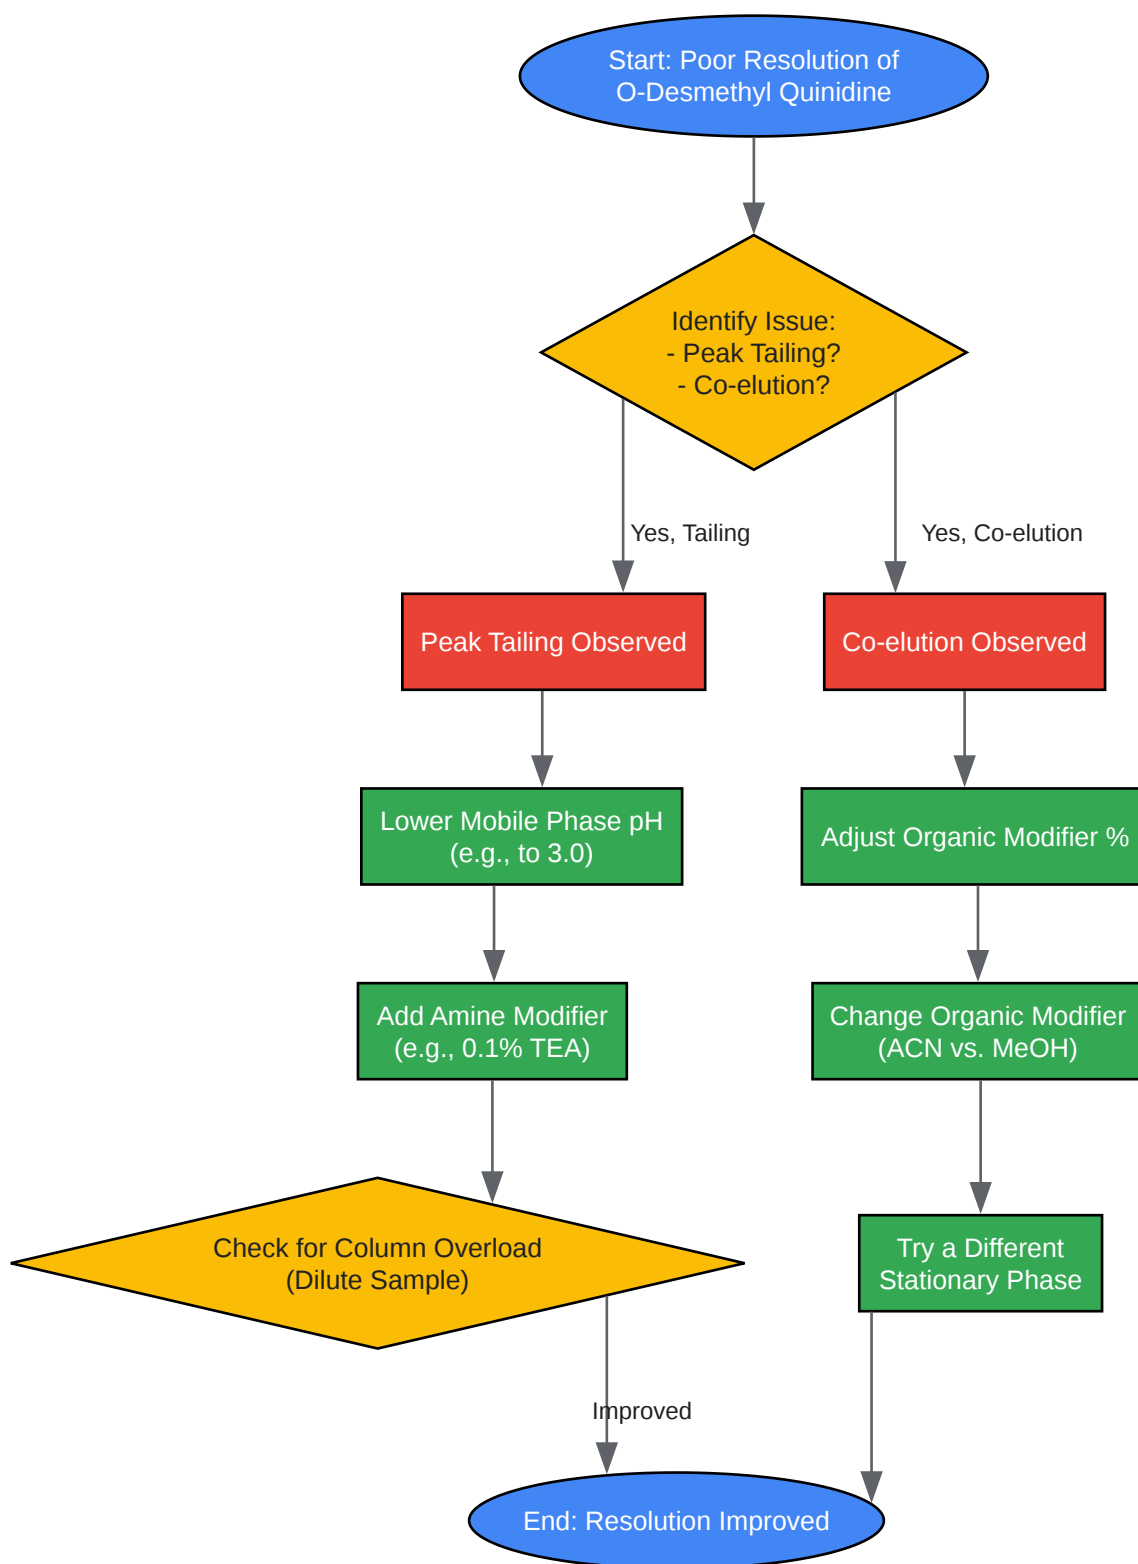 Start: Poor Resolution of
O-Desmethyl Quinidine
Identify Issue:
- Peak Tailing?
- Co-elution?
Yes, Tailing
Yes, Co-elution
Peak Tailing Observed
Co-elution Observed
Lower Mobile Phase pH
(e.g., to 3.0)
Adjust Organic Modifier %
Add Amine Modifier
(e.g., 0.1% TEA)
Change Organic Modifier
(ACN vs. MeOH)
Check for Column Overload
(Dilute Sample)
Try a Different
Stationary Phase
Improved
End: Resolution Improved